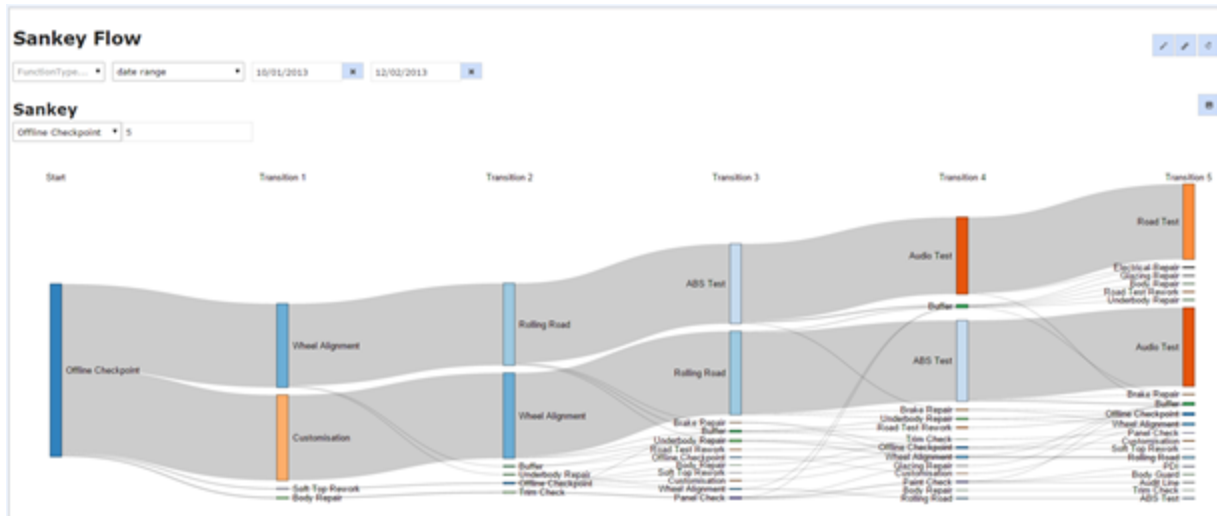 Sankey Flow
FunctionType... date range 10/01/2013 12/02/2013
Sankey
Offline Checkpoint 5
Start Transition 1 Transition 2 Transition 3 Transition 4 Transition 5
Road Test
Audio Test
Electrical Repair
ABS Test
Glazing Repair
Body Repair
Road Test Rework
Underbody Repair
Buffer
Rolling Road
Wheel Alignment
Audio Test
ABS Test
Offline Checkpoint
Rolling Road
Brake Repair
Buffer
Offline Checkpoint
Wheel Alignment
Panel Check
Customisation
Soft Top Rework
Rolling Road
PDI
Body Guard
Audit Line
Trim Check
ABS Test
Brake Repair
Underbody Repair
Road Test Rework
Trim Check
Offline Checkpoint
Wheel Alignment
Glazing Repair
Customisation
Paint Check
Body Repair
Rolling Road
Brake Repair
Buffer
Underbody Repair
Road Test Rework
Offline Checkpoint
Body Repair
Soft Top Rework
Customisation
Wheel Alignment
Panel Check
Wheel Alignment
Buffer
Underbody Repair
Offline Checkpoint
Trim Check
Customisation
Soft Top Rework
Body Repair